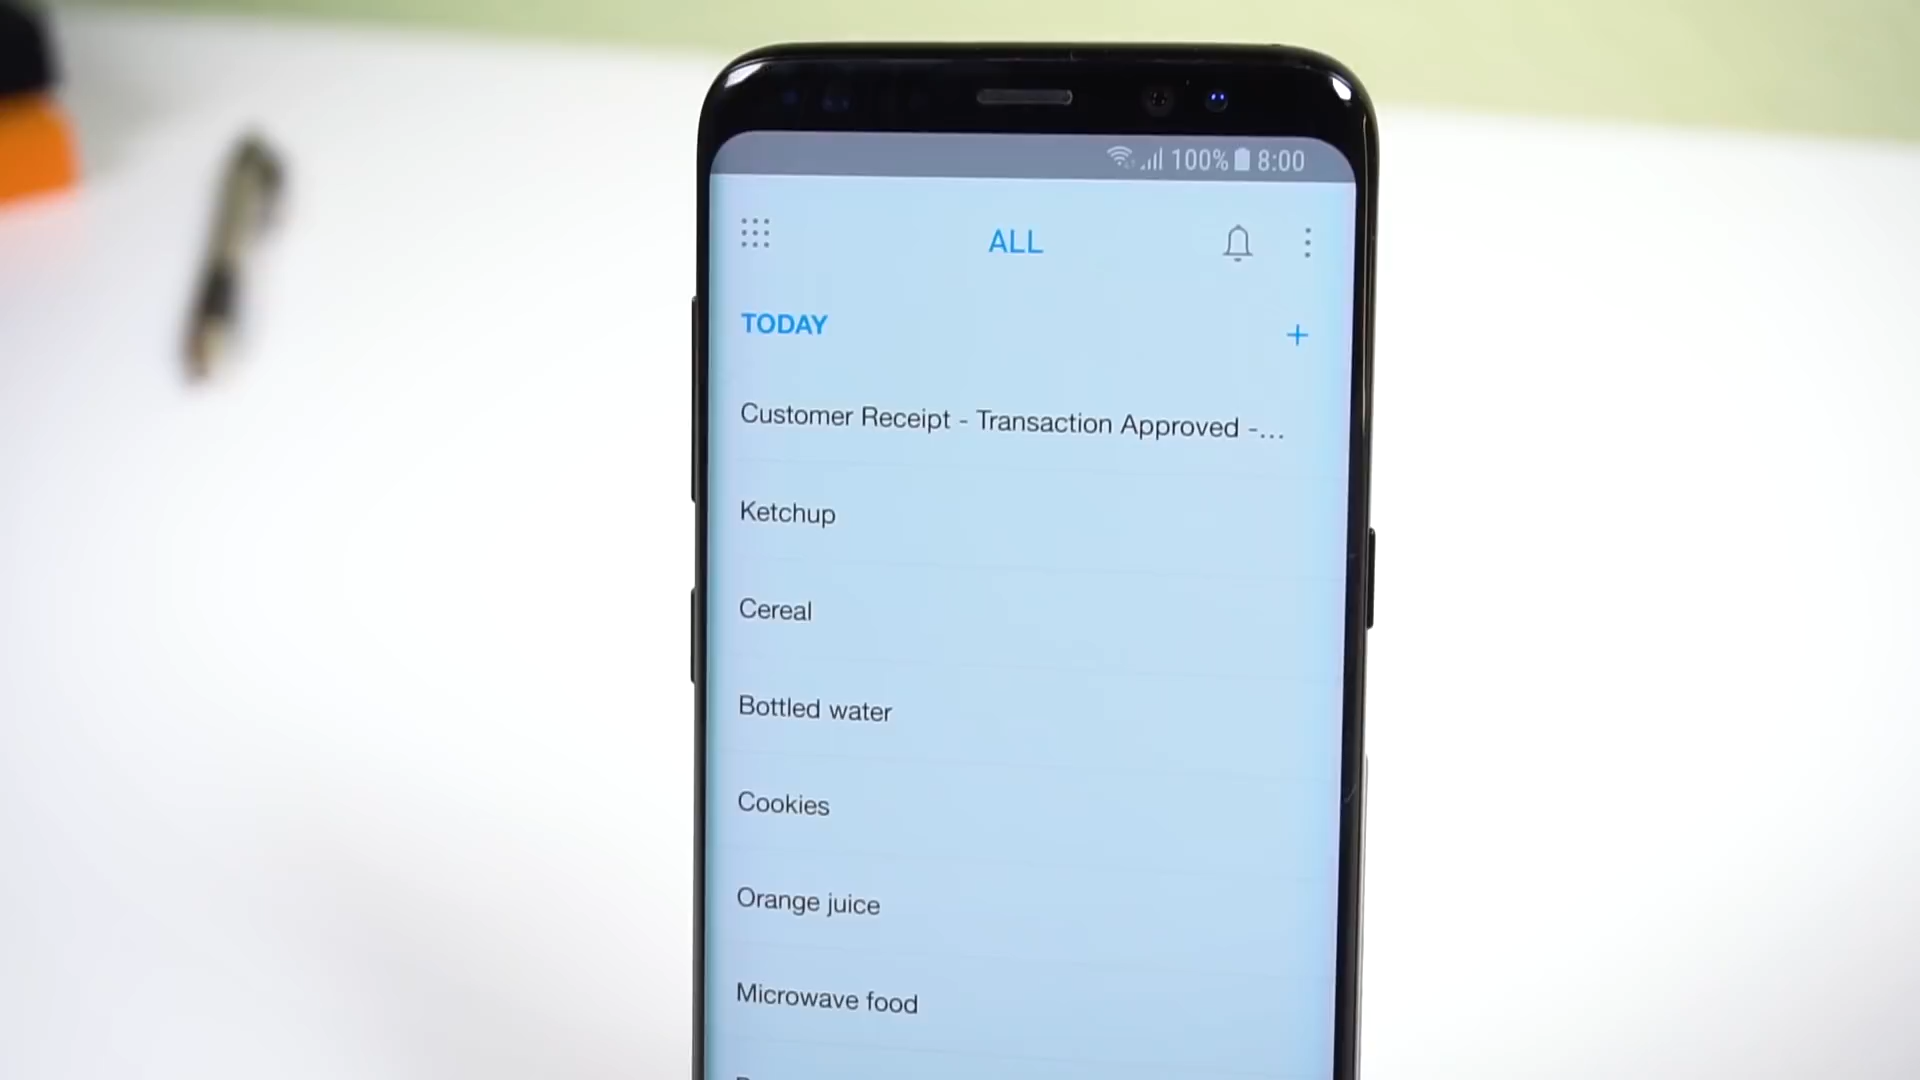 100% 8:00
ALL
TODAY
+
Customer Receipt - Transaction Approved -...
Ketchup
Cereal
Bottled water
Cookies
Orange juice
Microwave food